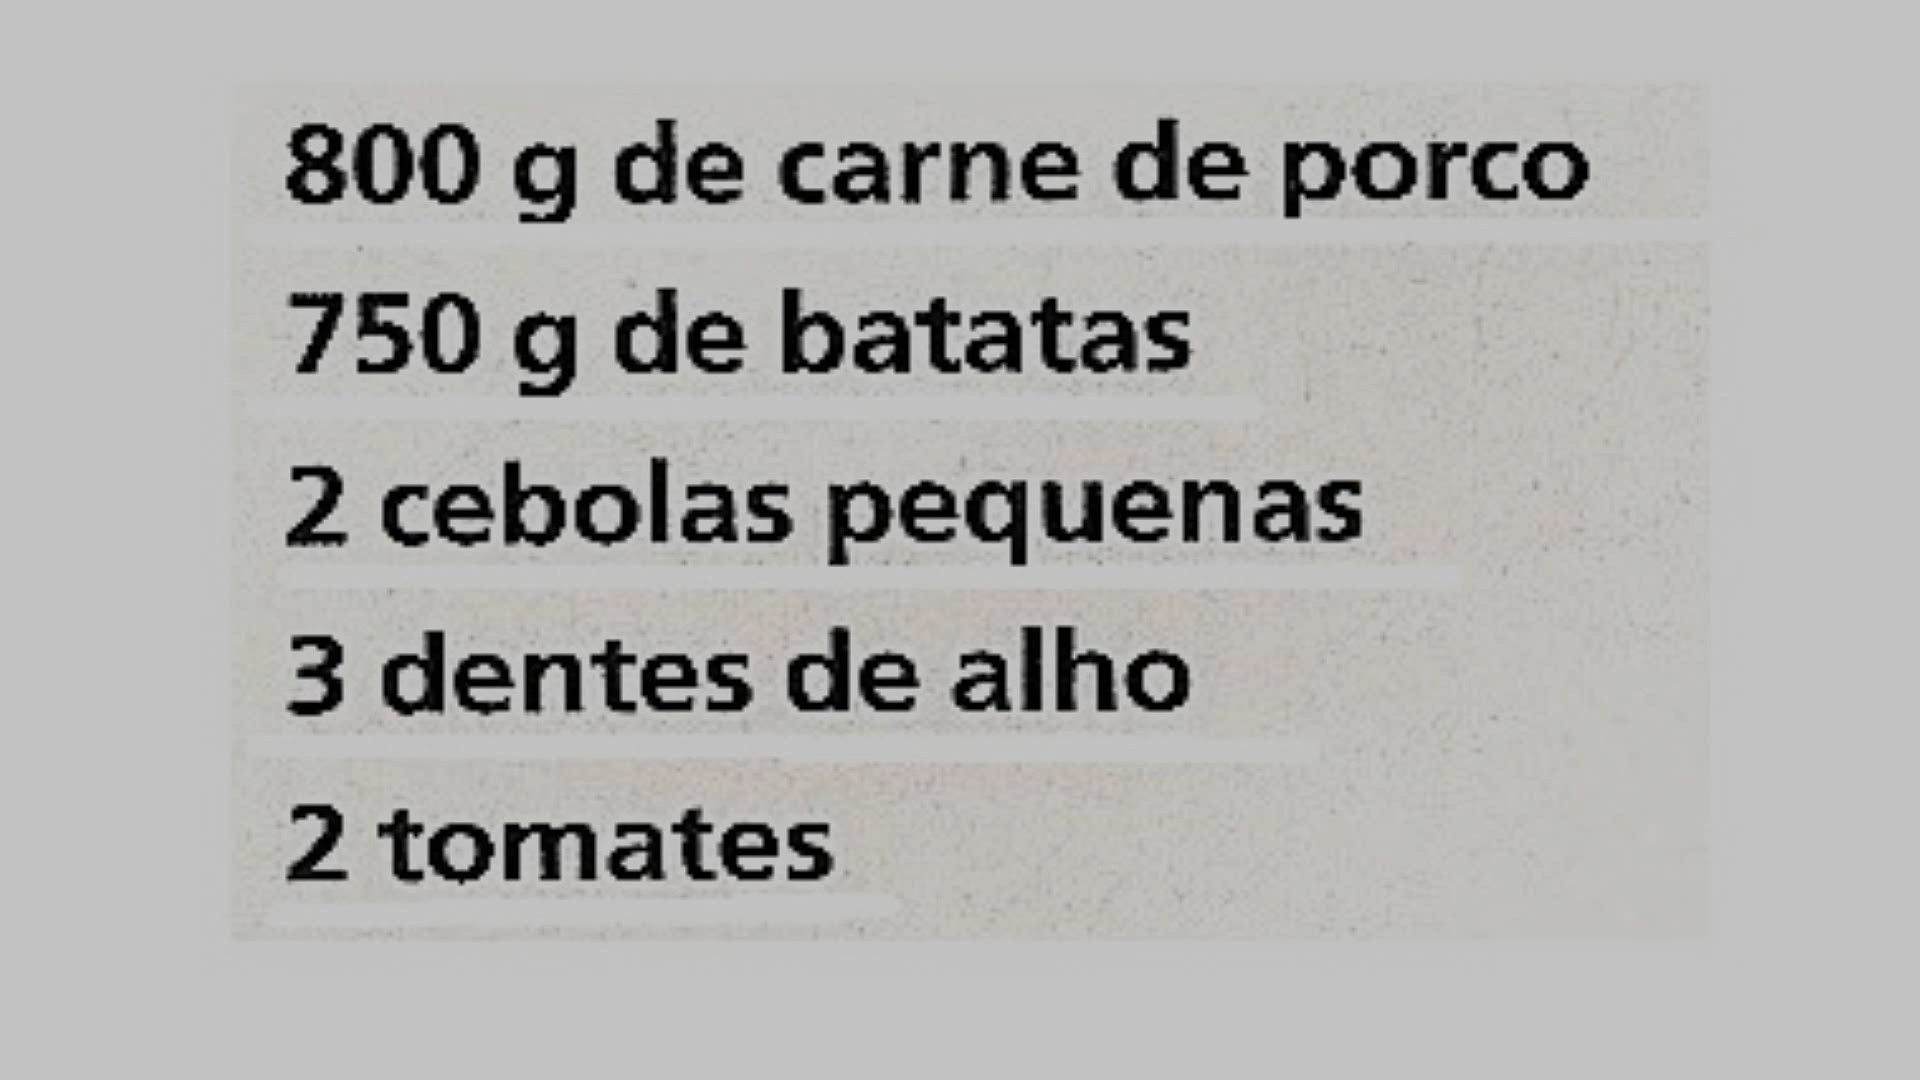 800 g de carne de porco
750 g de batatas
2 cebolas pequenas
3 dentes de alho
2 tomates